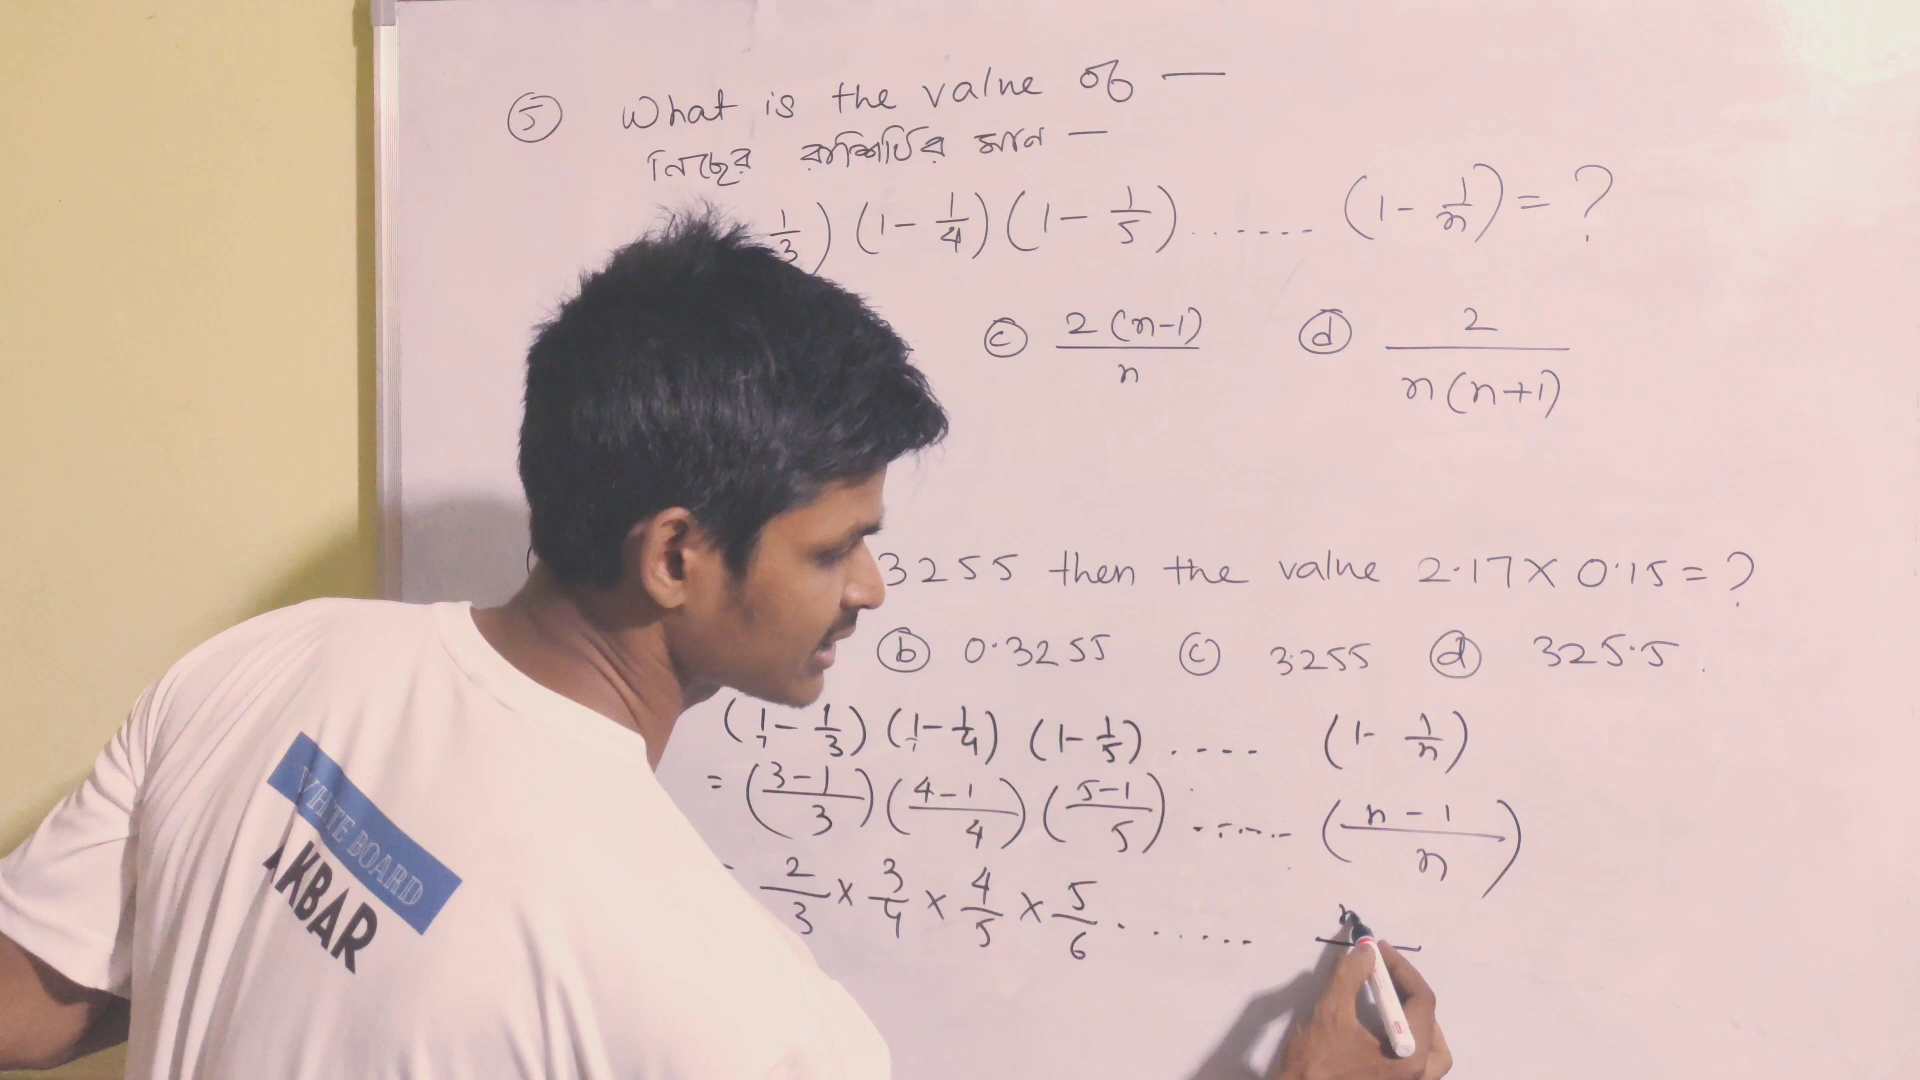 ⑤ What is the value of —
নিচের রাশিটির মান —
1/3) (1 - 1/4) (1 - 1/5) ....... (1 - 1/n) = ?
ⓒ 2(n-1)/n ⓓ 2/n(n+1)
3255 then the value 2.17 × 0.15 = ?
ⓑ 0.3255 ⓒ 3.255 ⓓ 325.5
(1/1 - 1/3) (1/1 - 1/4) (1 - 1/5) .... (1 - 1/n)
= (3-1/3) (4-1/4) (5-1/5) ...... (n-1/n)
= 2/3 × 3/4 × 4/5 × 5/6 ....... n
WHITE BOARD
AKBAR